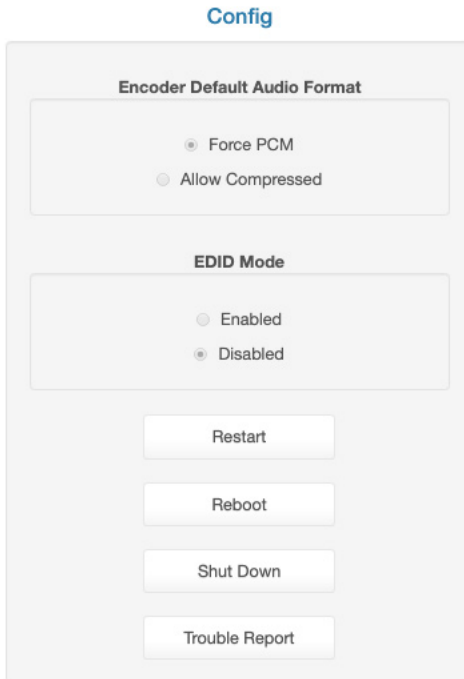 Config
Encoder Default Audio Format
Force PCM
Allow Compressed
EDID Mode
Enabled
Disabled
Restart
Reboot
Shut Down
Trouble Report